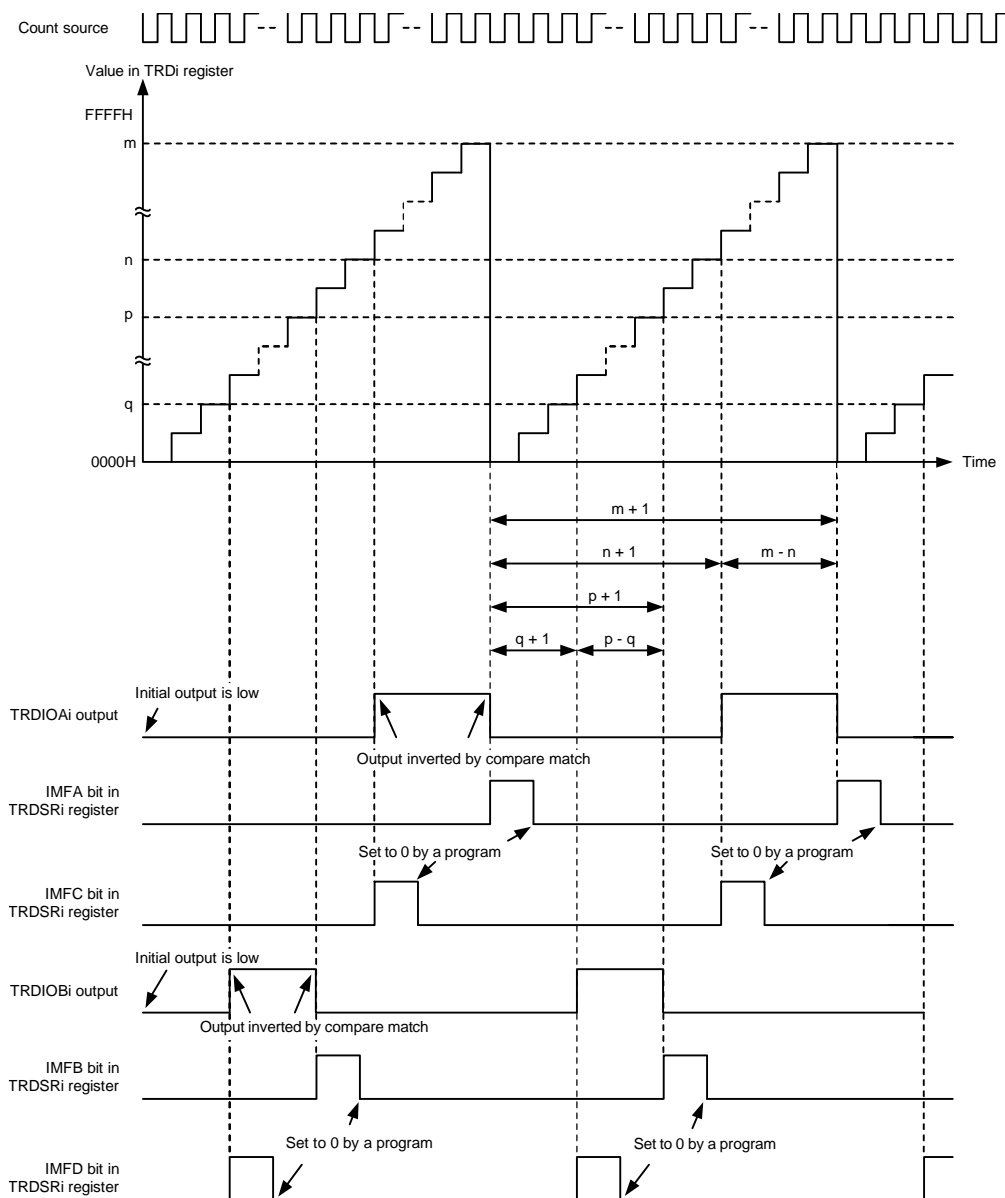 Count source
Value in TRDi register
FFFFH
m
n
p
q
0000H
Time
m + 1
n + 1
m - n
p + 1
q + 1
p - q
Initial output is low
TRDIOAi output
Output inverted by compare match
IMFA bit in
TRDSRi register
Set to 0 by a program
Set to 0 by a program
IMFC bit in
TRDSRi register
Initial output is low
TRDIOBi output
Output inverted by compare match
IMFB bit in
TRDSRi register
Set to 0 by a program
Set to 0 by a program
IMFD bit in
TRDSRi register